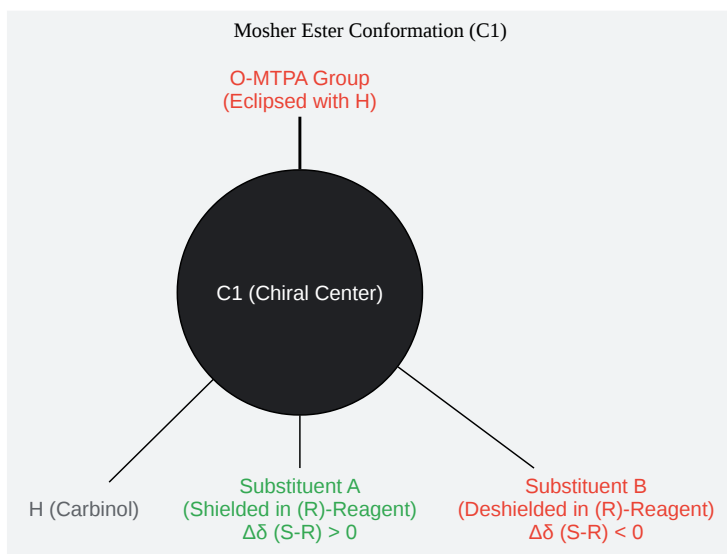 Mosher Ester Conformation (C1)
O-MTPA Group
(Eclipsed with H)
C1 (Chiral Center)
H (Carbinol)
Substituent A
(Shielded in (R)-Reagent)
Δδ (S-R) > 0
Substituent B
(Deshielded in (R)-Reagent)
Δδ (S-R) < 0